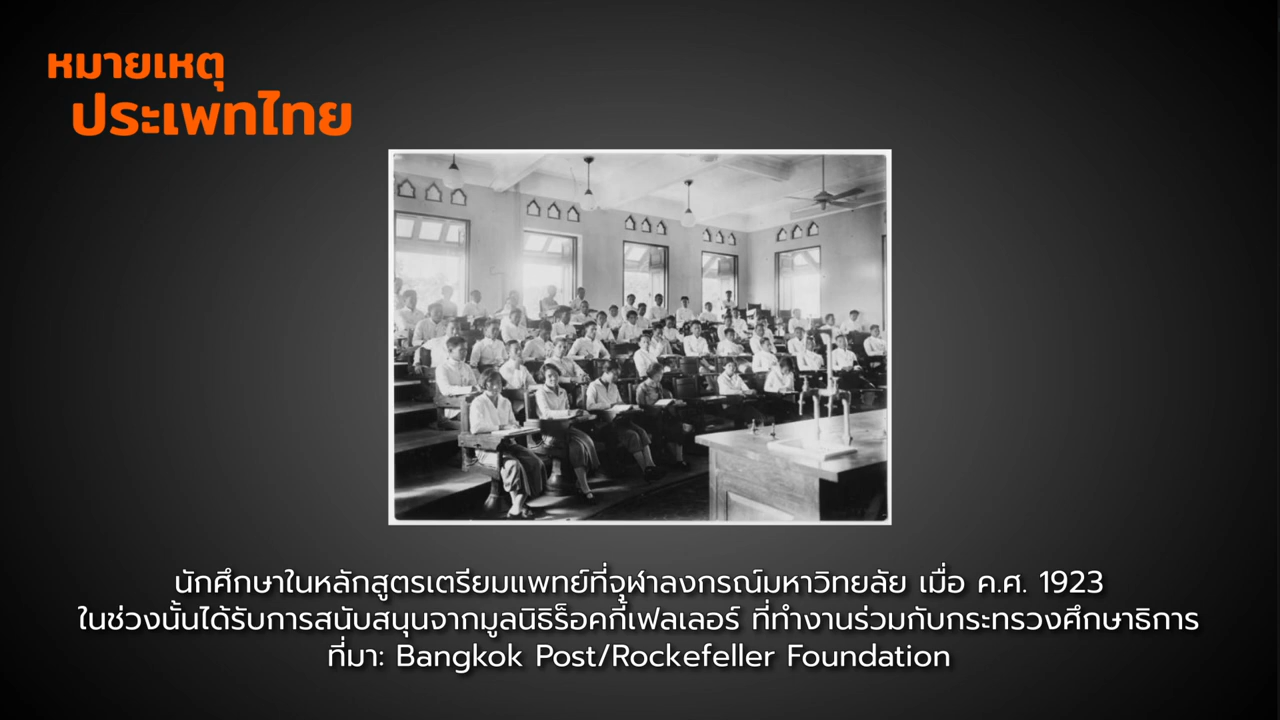 หมายเหตุ
ประเพทไทย
นักศึกษาในหลักสูตรเตรียมแพทย์ที่จุฬาลงกรณ์มหาวิทยลัย เมื่อ ค.ศ. 1923
ในช่วงนั้นได้รับการสนับสนุนจากมูลนิธิร็อคกี้เฟลเลอร์ ที่ทำงานร่วมกับกระทรวงศึกษาธิการ
ที่มา: Bangkok Post/Rockefeller Foundation